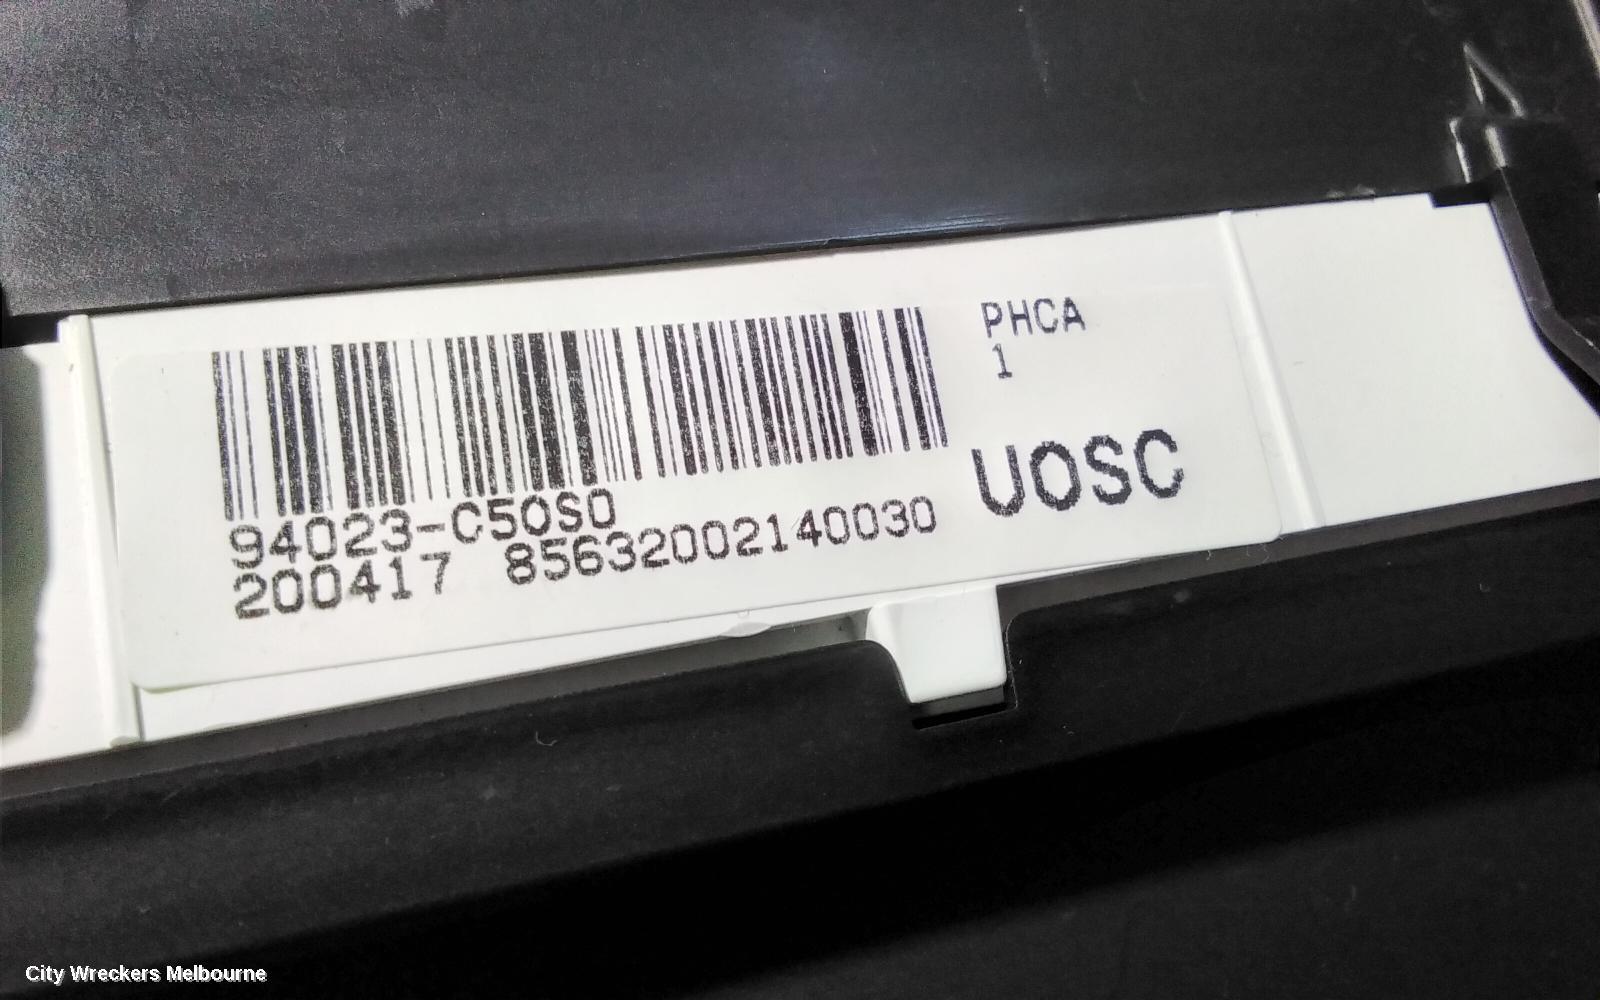 PHCA
1
UOSC
94023-C50S0
200417 85632002140030
City Wreckers Melbourne